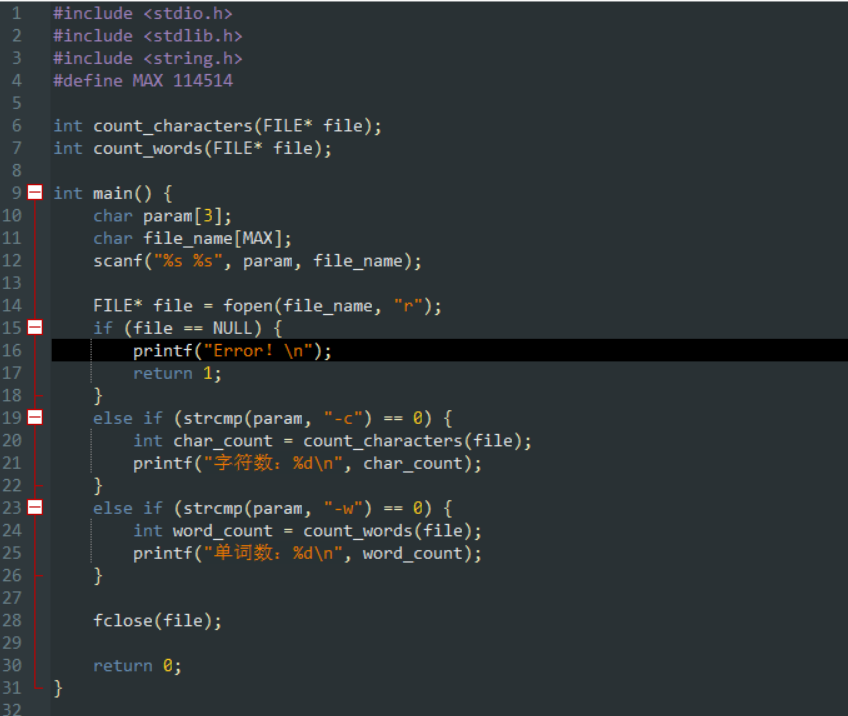 1 #include <stdio.h>
2 #include <stdlib.h>
3 #include <string.h>
4 #define MAX 114514
5
6 int count_characters(FILE* file);
7 int count_words(FILE* file);
8
9 int main() {
10     char param[3];
11     char file_name[MAX];
12     scanf("%s %s", param, file_name);
13
14     FILE* file = fopen(file_name, "r");
15     if (file == NULL) {
16         printf("Error! \n");
17         return 1;
18     }
19     else if (strcmp(param, "-c") == 0) {
20         int char_count = count_characters(file);
21         printf("字符数: %d\n", char_count);
22     }
23     else if (strcmp(param, "-w") == 0) {
24         int word_count = count_words(file);
25         printf("单词数: %d\n", word_count);
26     }
27
28     fclose(file);
29
30     return 0;
31 }
32